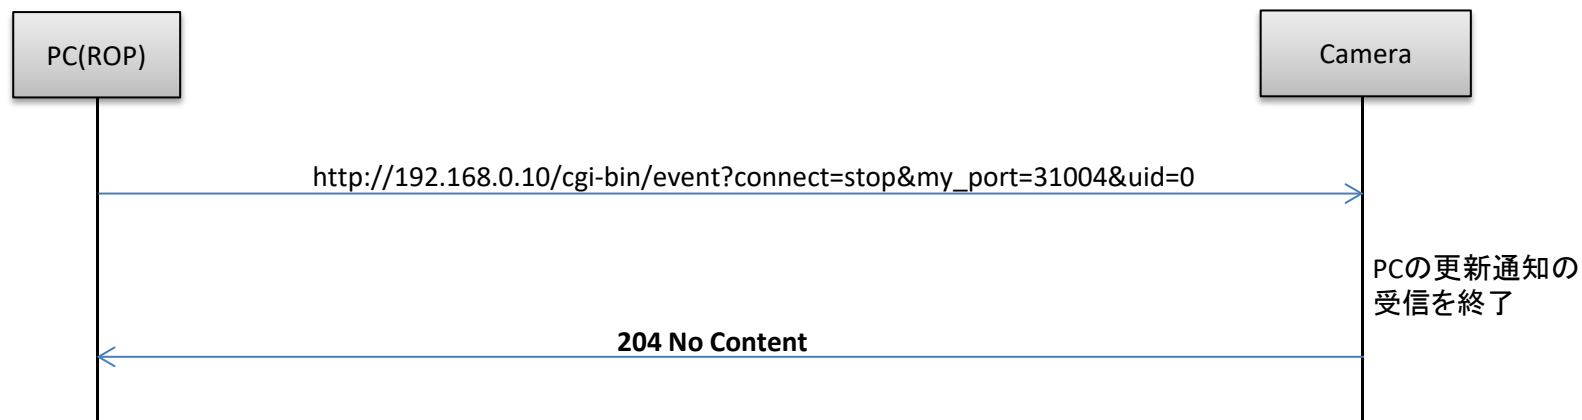 PC(ROP)
Camera
http://192.168.0.10/cgi-bin/event?connect=stop&my_port=31004&uid=0
PCの更新通知の
受信を終了
204 No Content